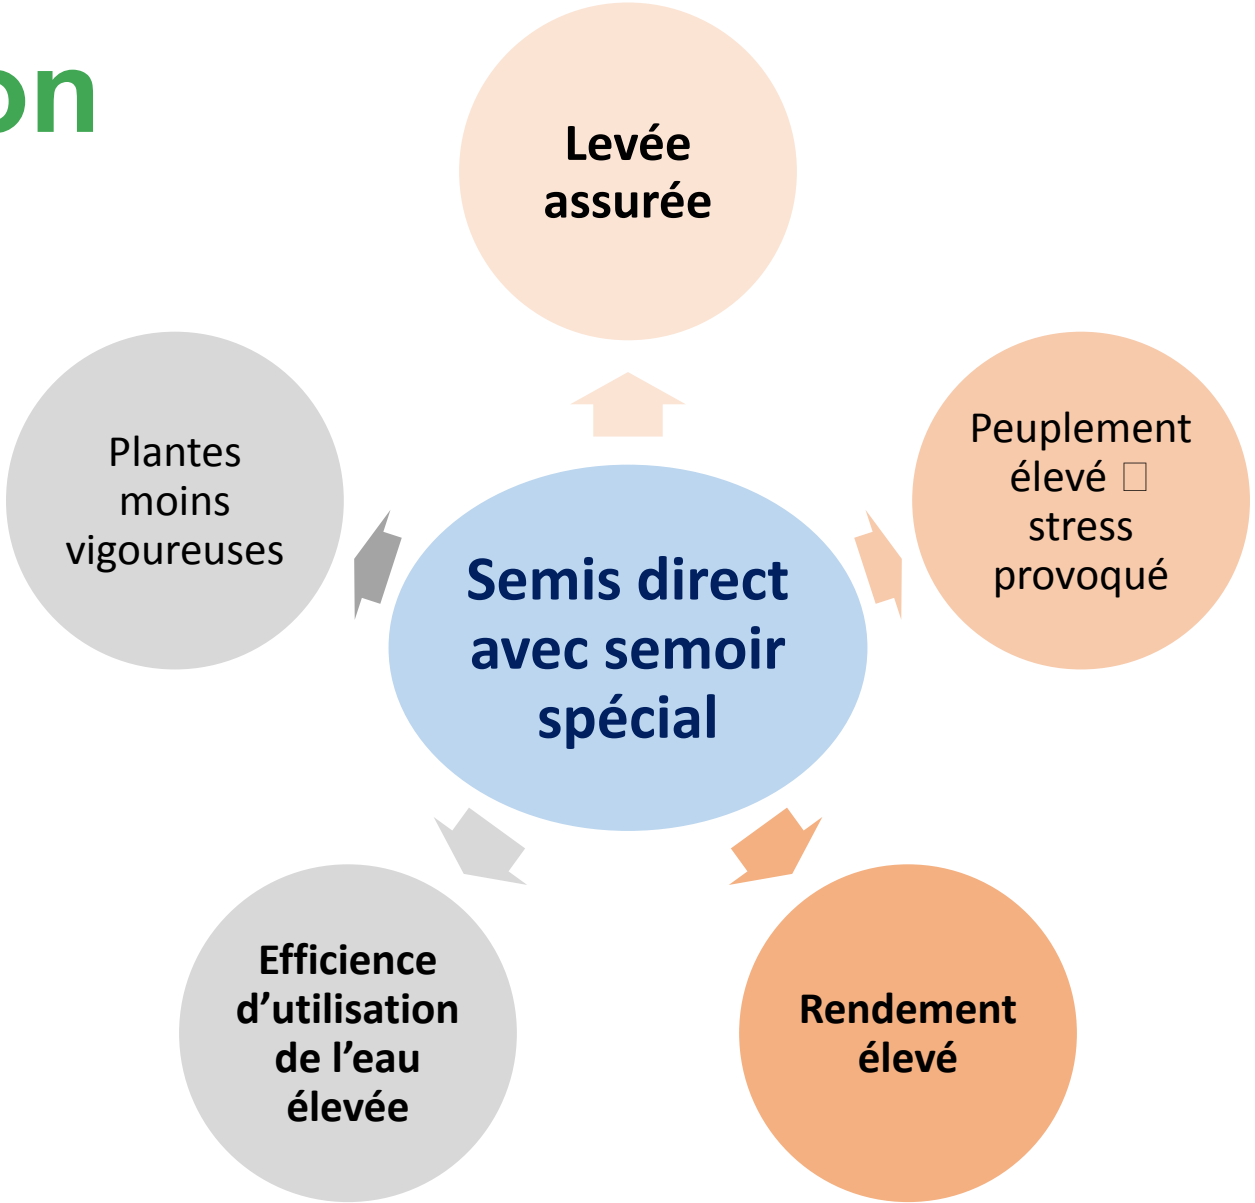 on
Levée
assurée
Peuplement
élevé □
stress
provoqué
Plantes
moins
vigoureuses
Semis direct
avec semoir
spécial
Efficience
d’utilisation
de l’eau
élevée
Rendement
élevé